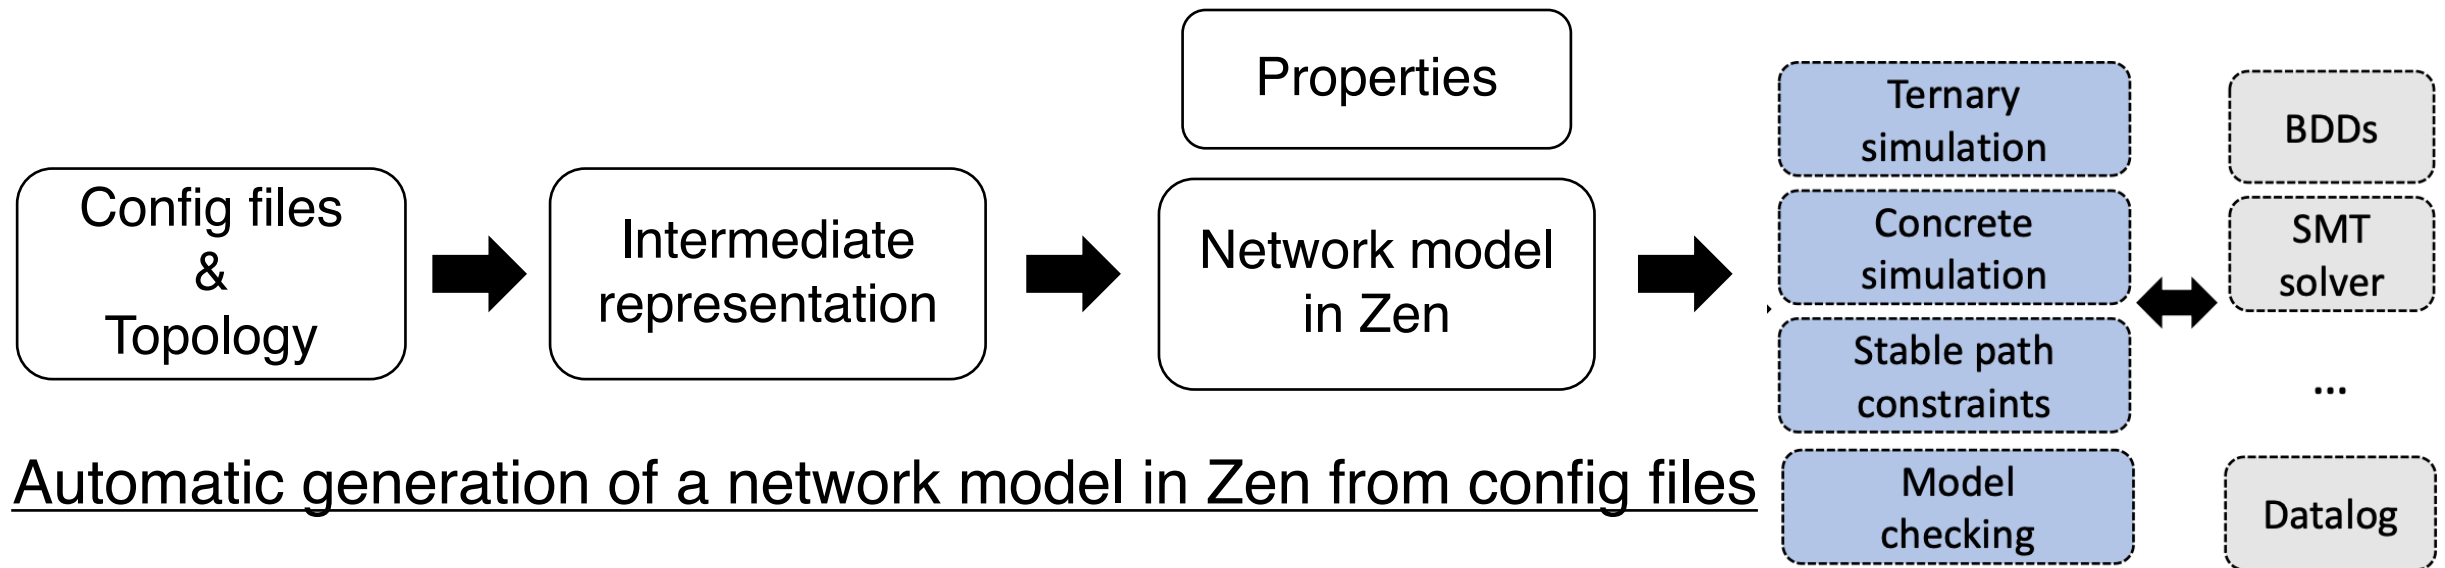 Config files
&
Topology
Intermediate
representation
Properties
Network model
in Zen
Ternary
simulation
Concrete
simulation
Stable path
constraints
Model
checking
BDDs
SMT
solver
...
Datalog
Automatic generation of a network model in Zen from config files